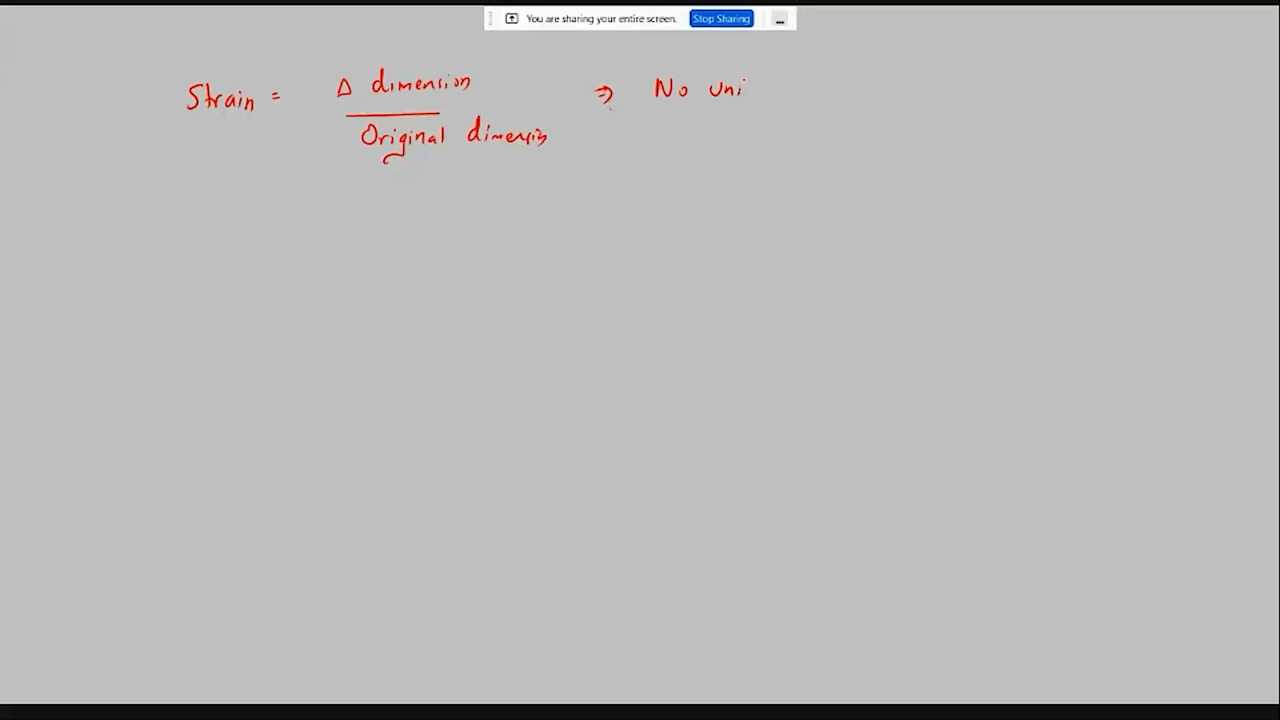 You are sharing your entire screen. Stop Sharing
Strain = Δ dimension ⇒ No uni
Original dimension